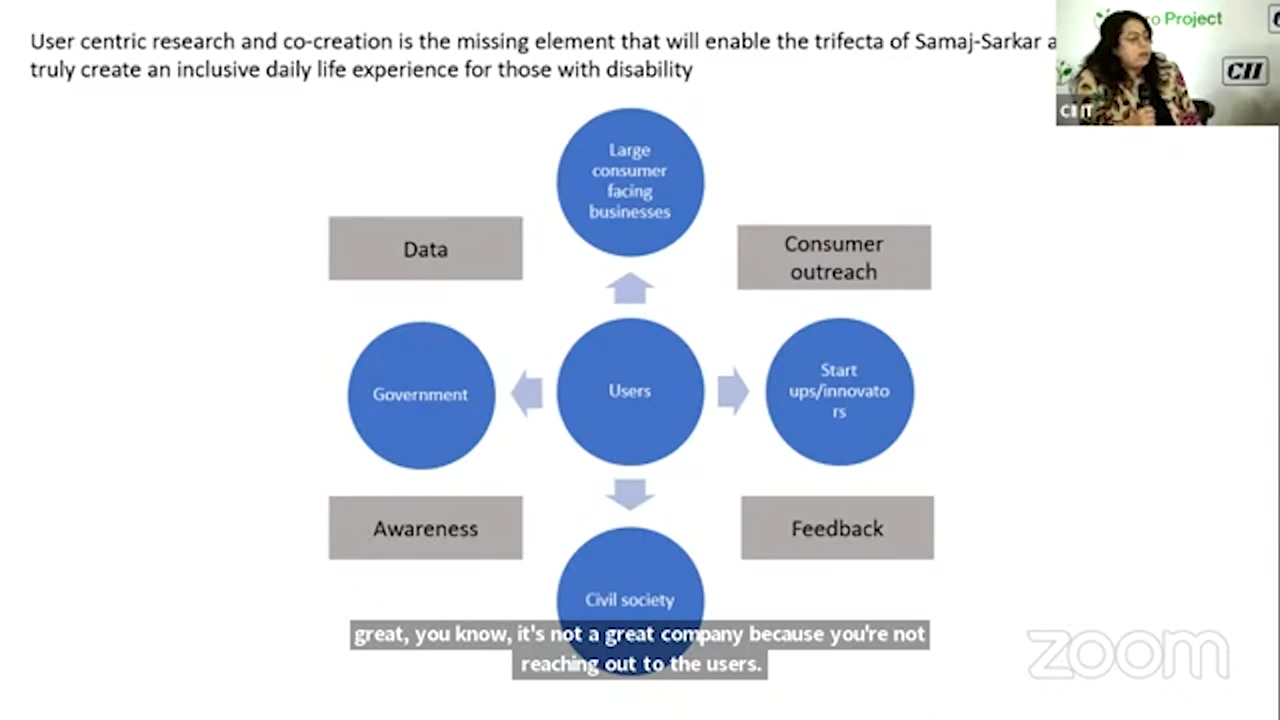 User centric research and co-creation is the missing element that will enable the trifecta of Samaj-Sarkar
truly create an inclusive daily life experience for those with disability
Project
CII
CIIT
Large
consumer
facing
businesses
Data
Consumer
outreach
Government
Users
Start
ups/innovato
rs
Awareness
Feedback
Civil society
great, you know, it's not a great company because you're not
reaching out to the users.
zoom